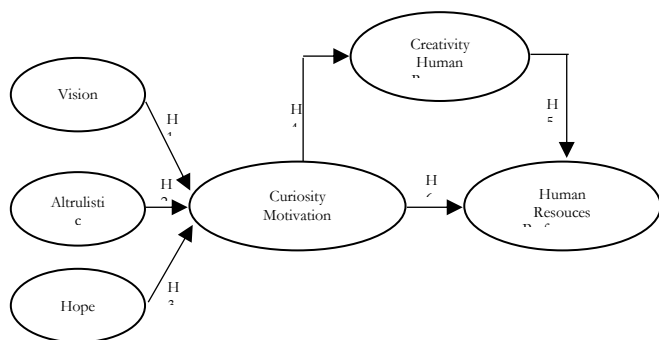 Creativity
Human
Vision
H
H
H
Altrulisti
c
H
Curiosity
Motivation
H
Human
Resouces
Hope
H